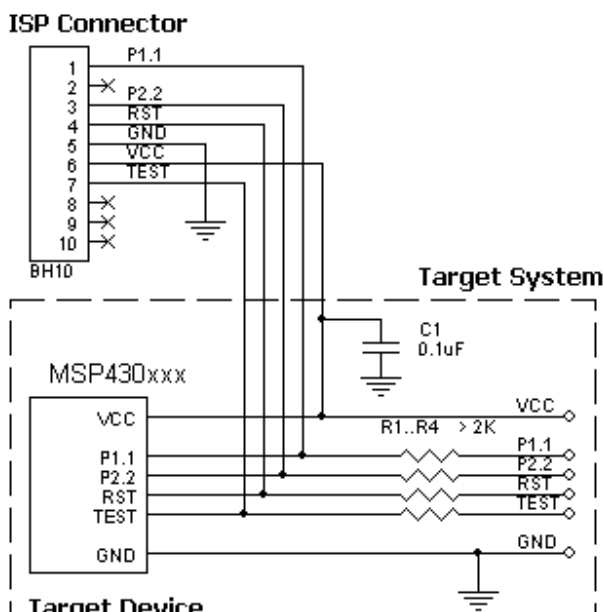 ISP Connector
1
2
3
4
5
6
7
8
9
10
P1.1
P2.2
RST
GND
VCC
TEST
BH10
Target System
C1
0.1uF
MSP430xxx
VCC
P1.1
P2.2
RST
TEST
GND
R1..R4 > 2K
VCC
P1.1
P2.2
RST
TEST
GND
Target Device